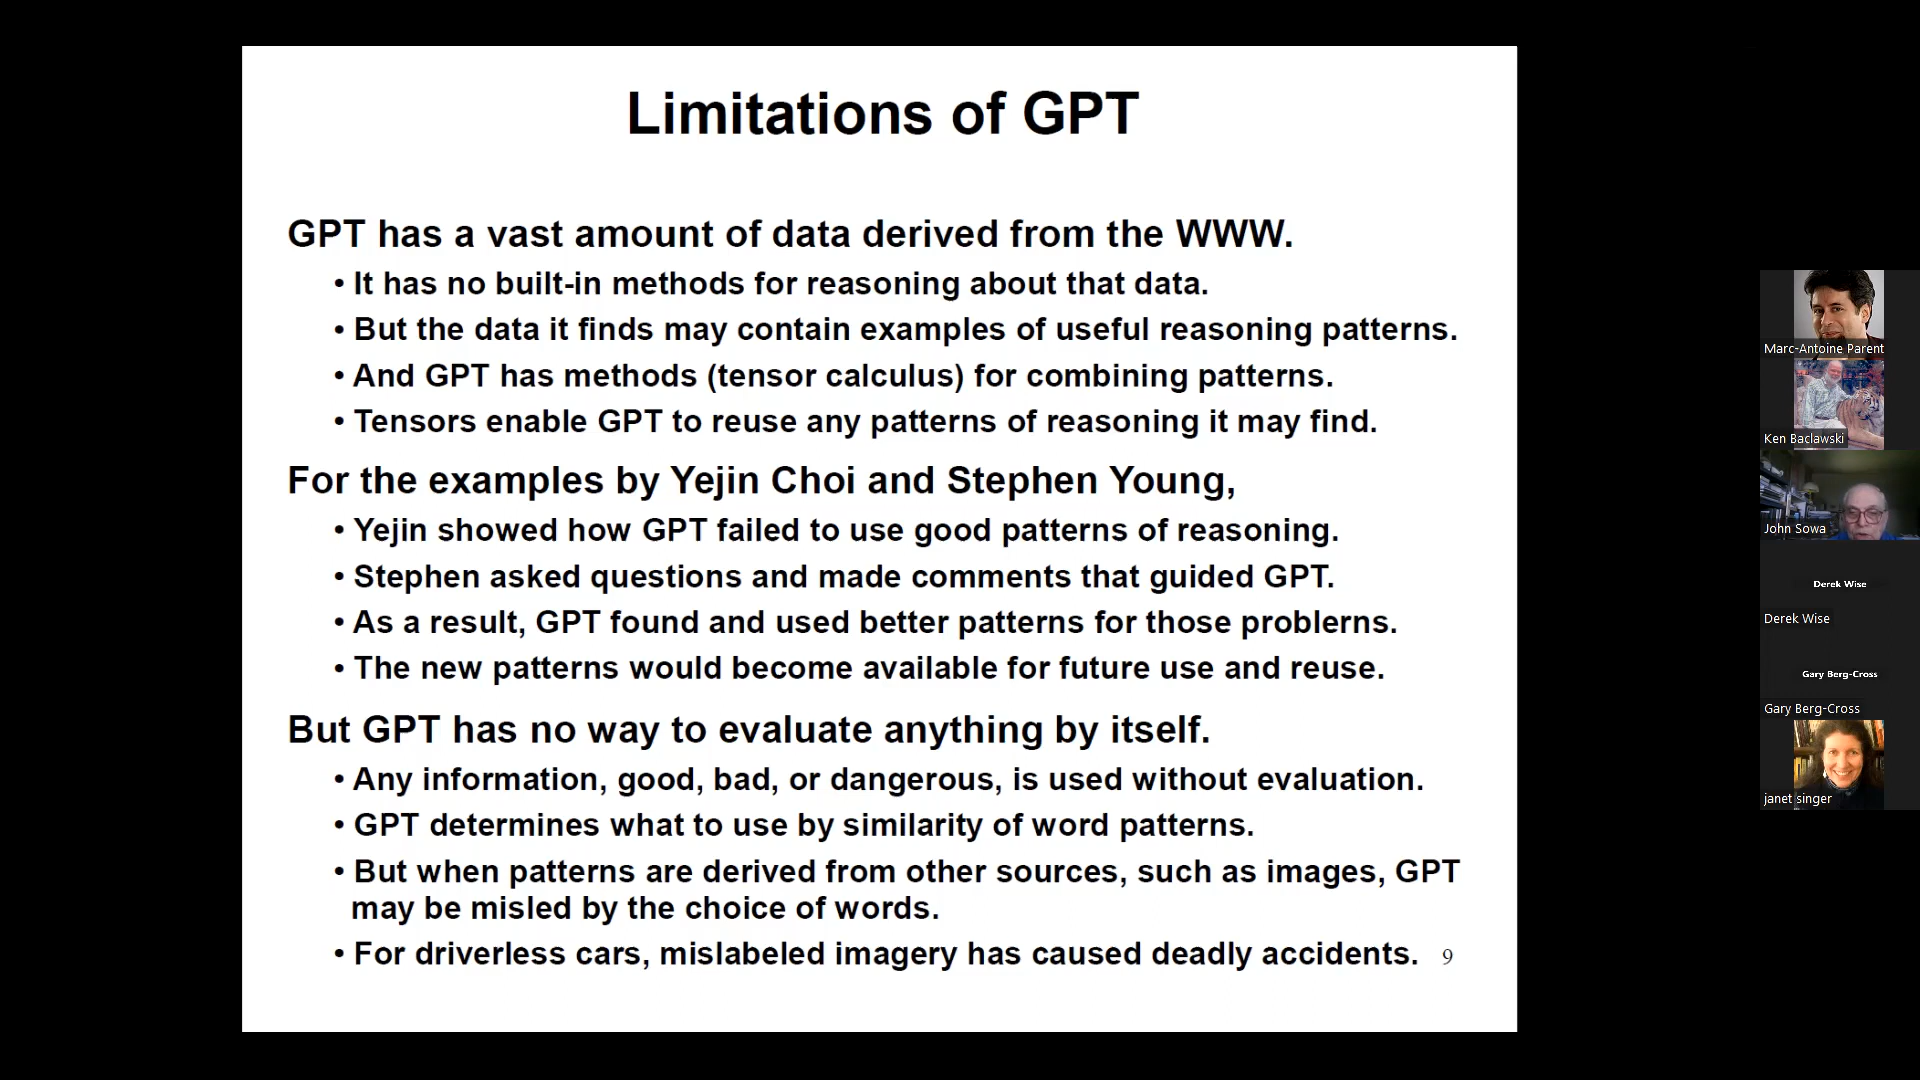 Limitations of GPT
GPT has a vast amount of data derived from the WWW.
• It has no built-in methods for reasoning about that data.
• But the data it finds may contain examples of useful reasoning patterns.
• And GPT has methods (tensor calculus) for combining patterns.
• Tensors enable GPT to reuse any patterns of reasoning it may find.
For the examples by Yejin Choi and Stephen Young,
• Yejin showed how GPT failed to use good patterns of reasoning.
• Stephen asked questions and made comments that guided GPT.
• As a result, GPT found and used better patterns for those problerns.
• The new patterns would become available for future use and reuse.
But GPT has no way to evaluate anything by itself.
• Any information, good, bad, or dangerous, is used without evaluation.
• GPT determines what to use by similarity of word patterns.
• But when patterns are derived from other sources, such as images, GPT
may be misled by the choice of words.
• For driverless cars, mislabeled imagery has caused deadly accidents.
9
Marc-Antoine Parent
Ken Baclawski
John Sowa
Derek Wise
Derek Wise
Gary Berg-Cross
Gary Berg-Cross
janet singer